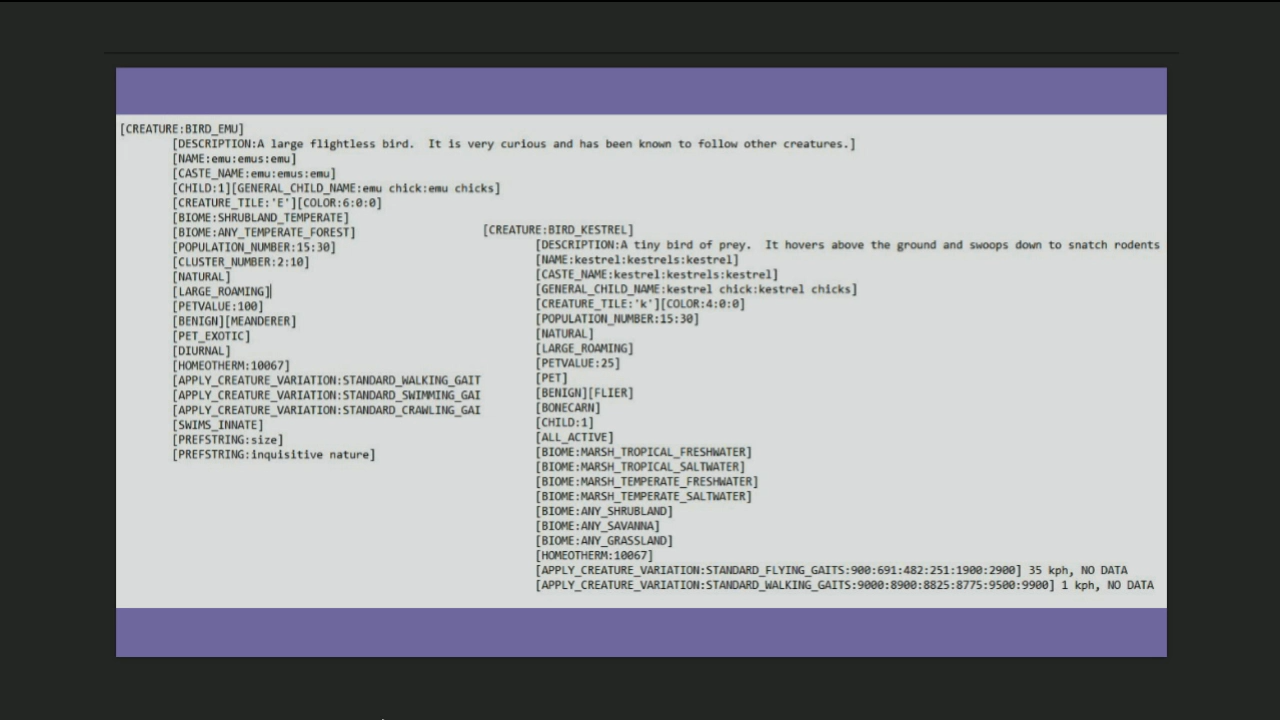 [CREATURE:BIRD_EMU]
[DESCRIPTION:A large flightless bird.  It is very curious and has been known to follow other creatures.]
[NAME:emu:emus:emu]
[CASTE_NAME:emu:emus:emu]
[CHILD:1][GENERAL_CHILD_NAME:emu chick:emu chicks]
[CREATURE_TILE:'E'][COLOR:6:0:0]
[BIOME:SHRUBLAND_TEMPERATE]
[BIOME:ANY_TEMPERATE_FOREST]
[POPULATION_NUMBER:15:30]
[CLUSTER_NUMBER:2:10]
[NATURAL]
[LARGE_ROAMING]
[PETVALUE:100]
[BENIGN][MEANDERER]
[PET_EXOTIC]
[DIURNAL]
[HOMEOTHERM:10067]
[APPLY_CREATURE_VARIATION:STANDARD_WALKING_GAIT
[APPLY_CREATURE_VARIATION:STANDARD_SWIMMING_GAI
[APPLY_CREATURE_VARIATION:STANDARD_CRAWLING_GAI
[SWIMS_INNATE]
[PREFSTRING:size]
[PREFSTRING:inquisitive nature]
[CREATURE:BIRD_KESTREL]
[DESCRIPTION:A tiny bird of prey.  It hovers above the ground and swoops down to snatch rodents
[NAME:kestrel:kestrels:kestrel]
[CASTE_NAME:kestrel:kestrels:kestrel]
[GENERAL_CHILD_NAME:kestrel chick:kestrel chicks]
[CREATURE_TILE:'k'][COLOR:4:0:0]
[POPULATION_NUMBER:15:30]
[NATURAL]
[LARGE_ROAMING]
[PETVALUE:25]
[PET]
[BENIGN][FLIER]
[BONECARN]
[CHILD:1]
[ALL_ACTIVE]
[BIOME:MARSH_TROPICAL_FRESHWATER]
[BIOME:MARSH_TROPICAL_SALTWATER]
[BIOME:MARSH_TEMPERATE_FRESHWATER]
[BIOME:MARSH_TEMPERATE_SALTWATER]
[BIOME:ANY_SHRUBLAND]
[BIOME:ANY_SAVANNA]
[BIOME:ANY_GRASSLAND]
[HOMEOTHERM:10067]
[APPLY_CREATURE_VARIATION:STANDARD_FLYING_GAITS:900:691:482:251:1900:2900] 35 kph, NO DATA
[APPLY_CREATURE_VARIATION:STANDARD_WALKING_GAITS:9000:8900:8825:8775:9500:9900] 1 kph, NO DATA